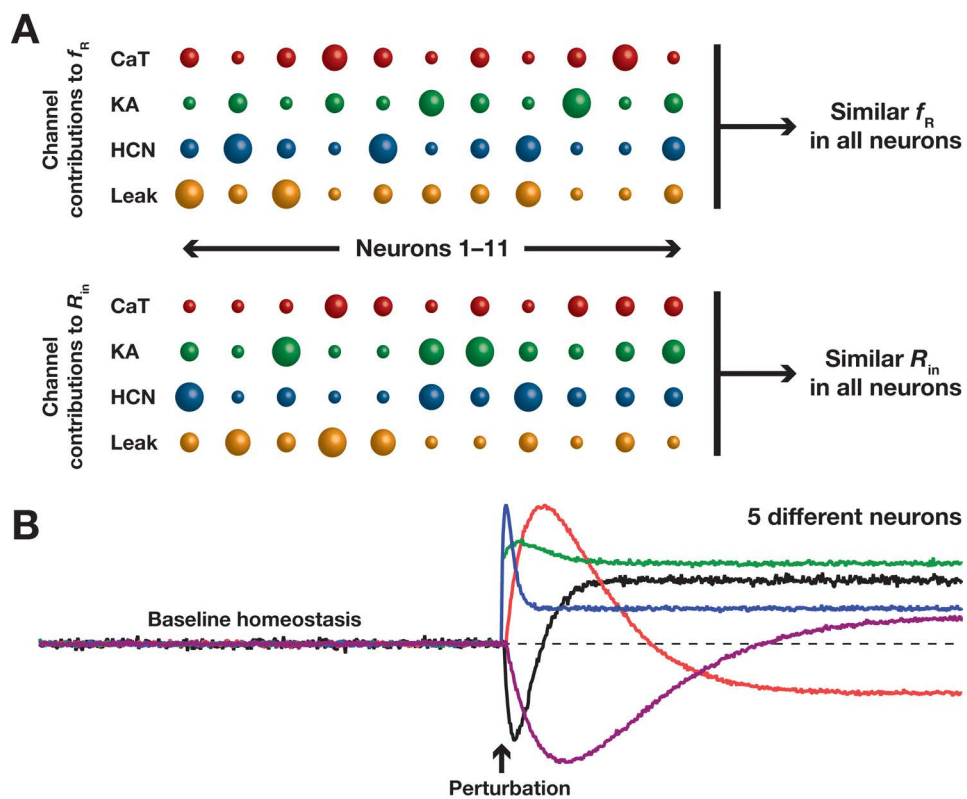 A
Channel
contributions to fR
CaT
KA
HCN
Leak
Similar fR
in all neurons
Neurons 1–11
Channel
contributions to Rin
CaT
KA
HCN
Leak
Similar Rin
in all neurons
B
5 different neurons
Baseline homeostasis
Perturbation